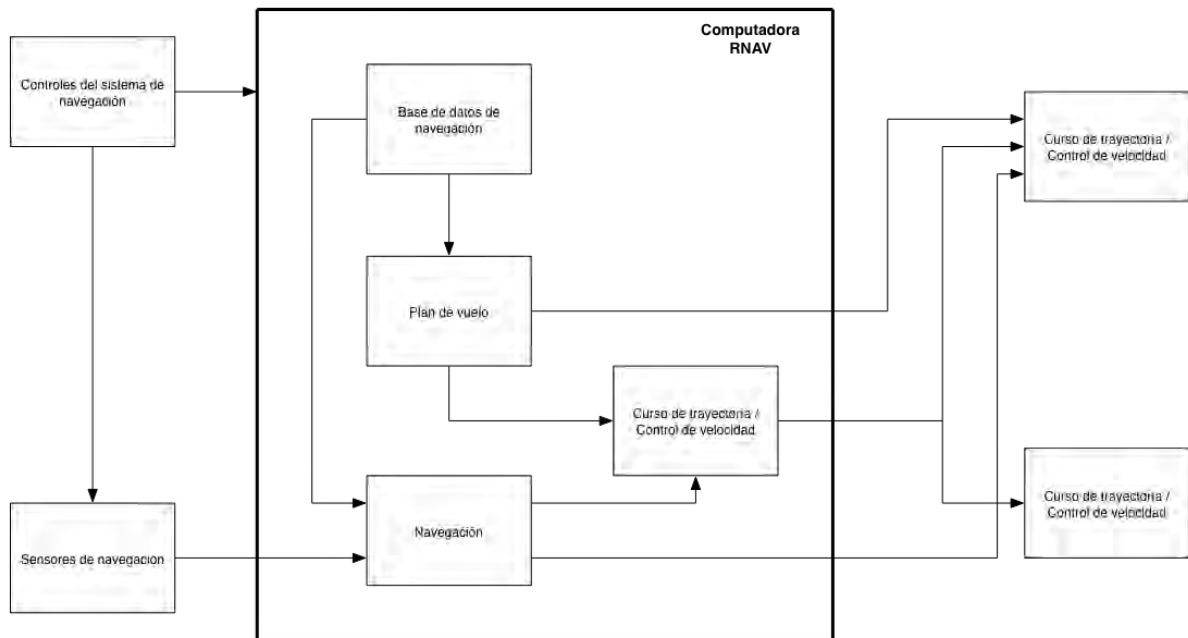 Computadora
RNAV
Controles del sistema de
navegación
Base de datos de
navegación
Curso de trayectoria /
Control de velocidad
Plan de vuelo
Curso de trayectoria /
Control de velocidad
Curso de trayectoria /
Control de velocidad
Navegación
Sensores de navegación